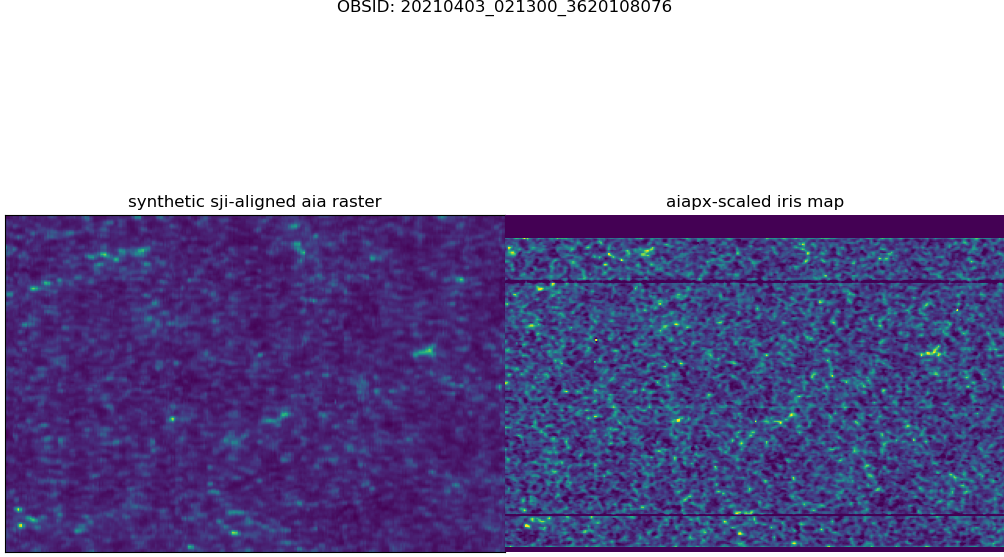 OBSID: 20210403_021300_3620108076
synthetic sji-aligned aia raster
aiapx-scaled iris map